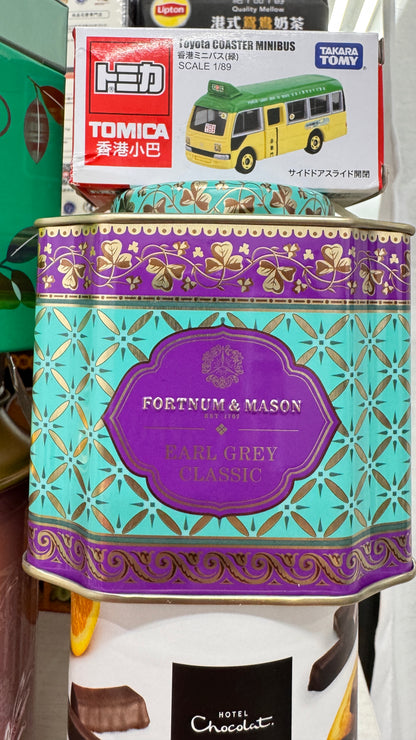 Lipton
Quality Mellow
港式鴛鴦奶茶
トミカ
TOMICA
香港小巴
Toyota COASTER MINIBUS
香港ミニバス(緑)
SCALE 1/89
TAKARA
TOMY
サイドドアスライド開閉
FORTNUM & MASON
EST 1707
EARL GREY
CLASSIC
HOTEL
Chocolat.